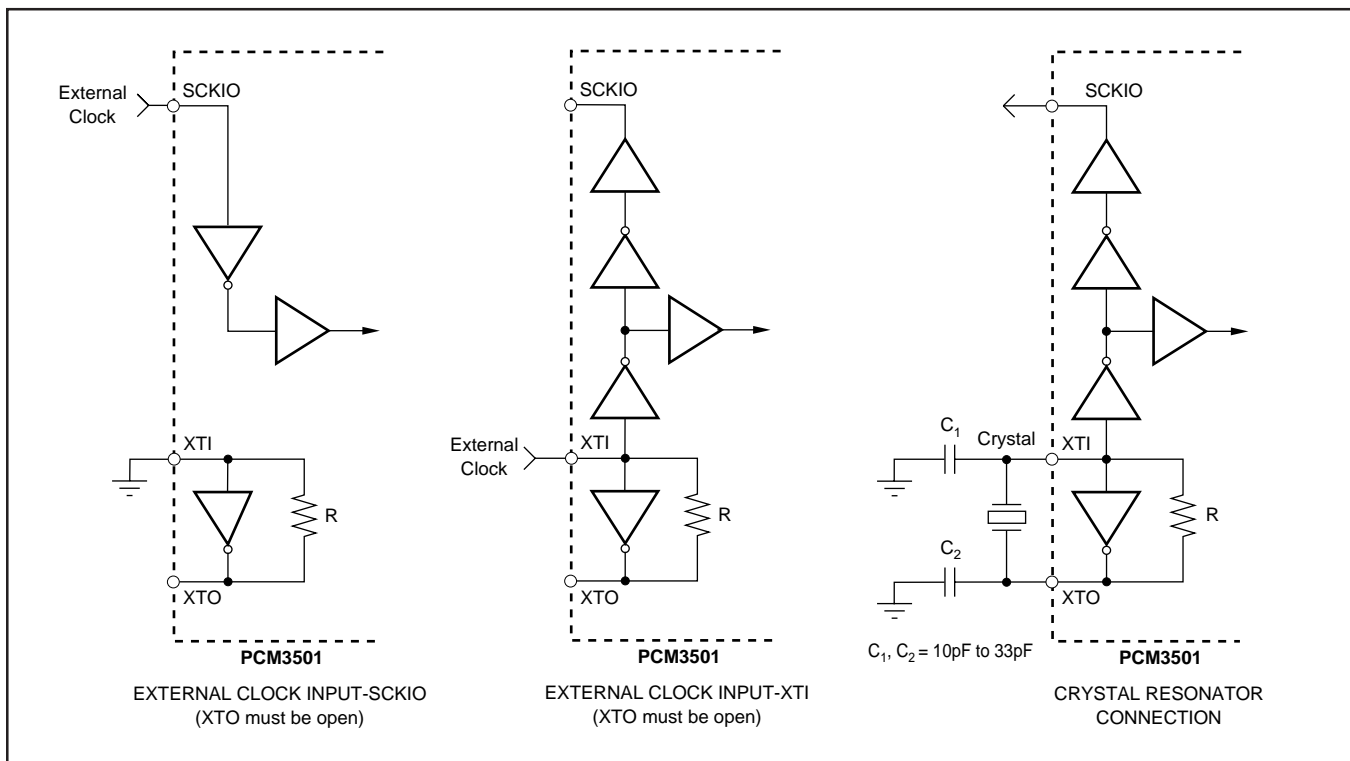 External
Clock
SCKIO
XTI
R
XTO
PCM3501
EXTERNAL CLOCK INPUT-SCKIO
(XTO must be open)
SCKIO
External
Clock
XTI
R
XTO
PCM3501
EXTERNAL CLOCK INPUT-XTI
(XTO must be open)
SCKIO
C1
Crystal
XTI
R
C2
XTO
C1, C2 = 10pF to 33pF
PCM3501
CRYSTAL RESONATOR
CONNECTION